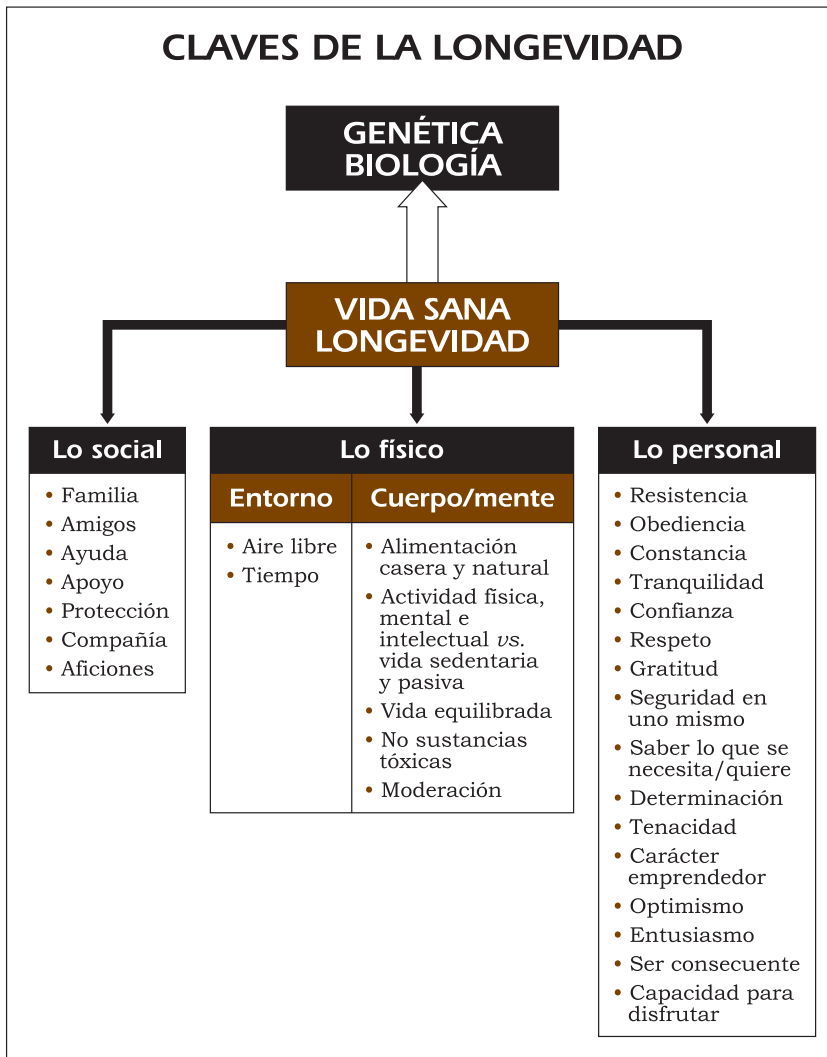 CLAVES DE LA LONGEVIDAD
GENÉTICA
BIOLOGÍA
VIDA SANA
LONGEVIDAD
Lo social
• Familia
• Amigos
• Ayuda
• Apoyo
• Protección
• Compañía
• Aficiones
Lo físico
Entorno
• Aire libre
• Tiempo
Cuerpo/mente
• Alimentación
casera y natural
• Actividad física,
mental e
intelectual vs.
vida sedentaria
y pasiva
• Vida equilibrada
• No sustancias
tóxicas
• Moderación
Lo personal
• Resistencia
• Obediencia
• Constancia
• Tranquilidad
• Confianza
• Respeto
• Gratitud
• Seguridad en
uno mismo
• Saber lo que se
necesita/quiere
• Determinación
• Tenacidad
• Carácter
emprendedor
• Optimismo
• Entusiasmo
• Ser consecuente
• Capacidad para
disfrutar